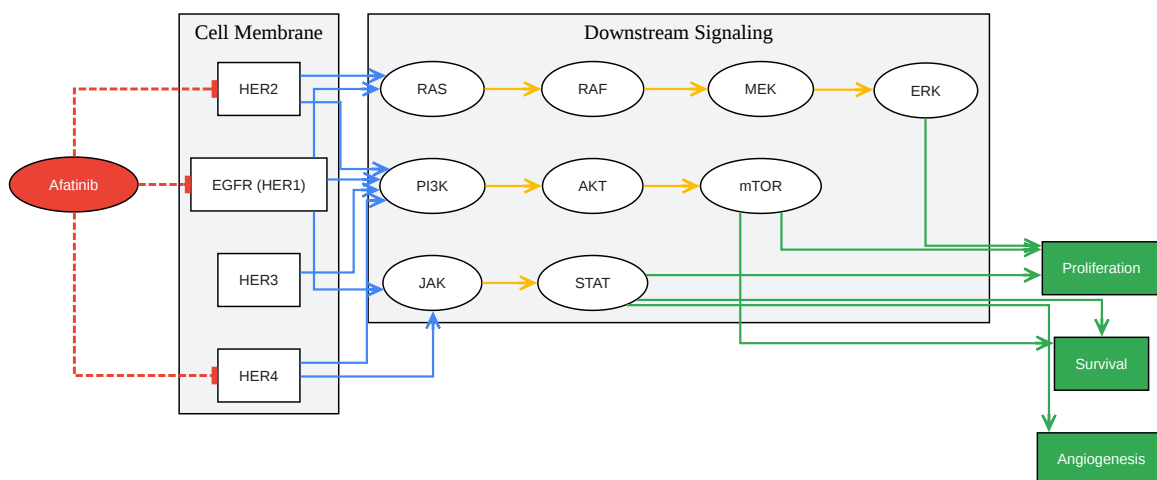 Cell Membrane
Downstream Signaling
HER2
RAS
RAF
MEK
ERK
Afatinib
EGFR (HER1)
PI3K
AKT
mTOR
HER3
JAK
STAT
Proliferation
HER4
Survival
Angiogenesis